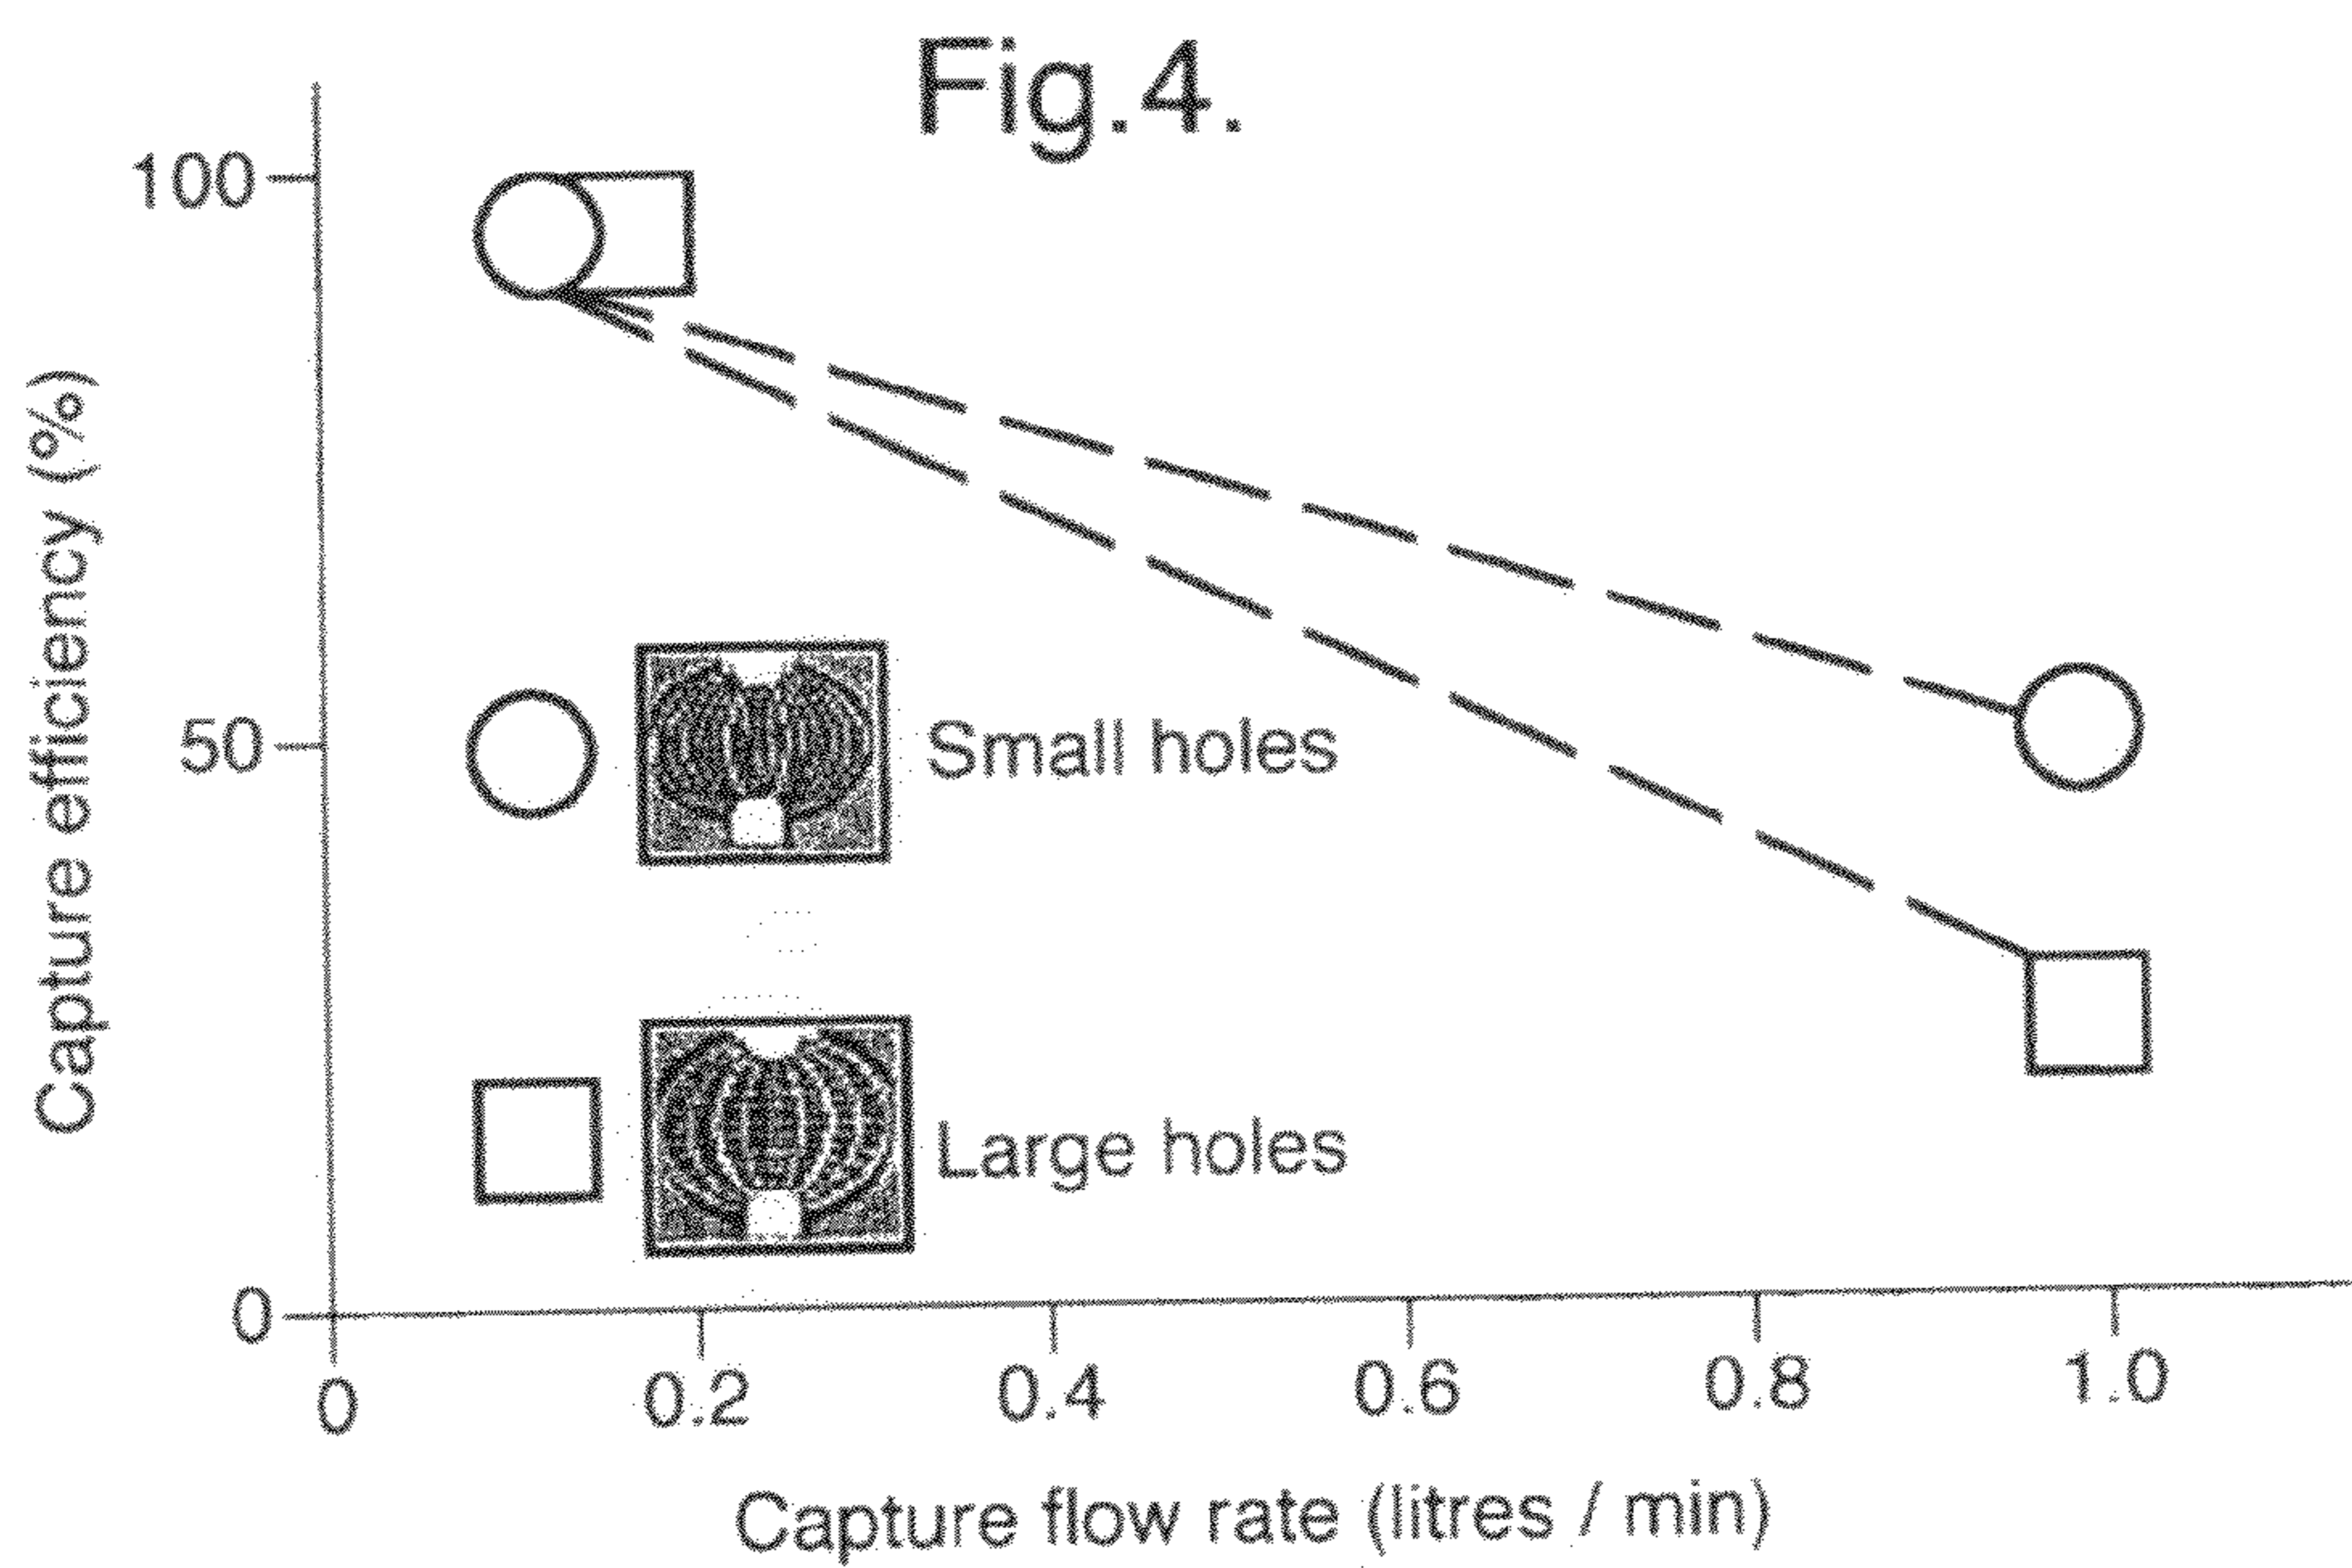 Fig.4.
100
50
0
Capture efficiency (%)
Small holes
Large holes
0 0.2 0.4 0.6 0.8 1.0
Capture flow rate (litres / min)